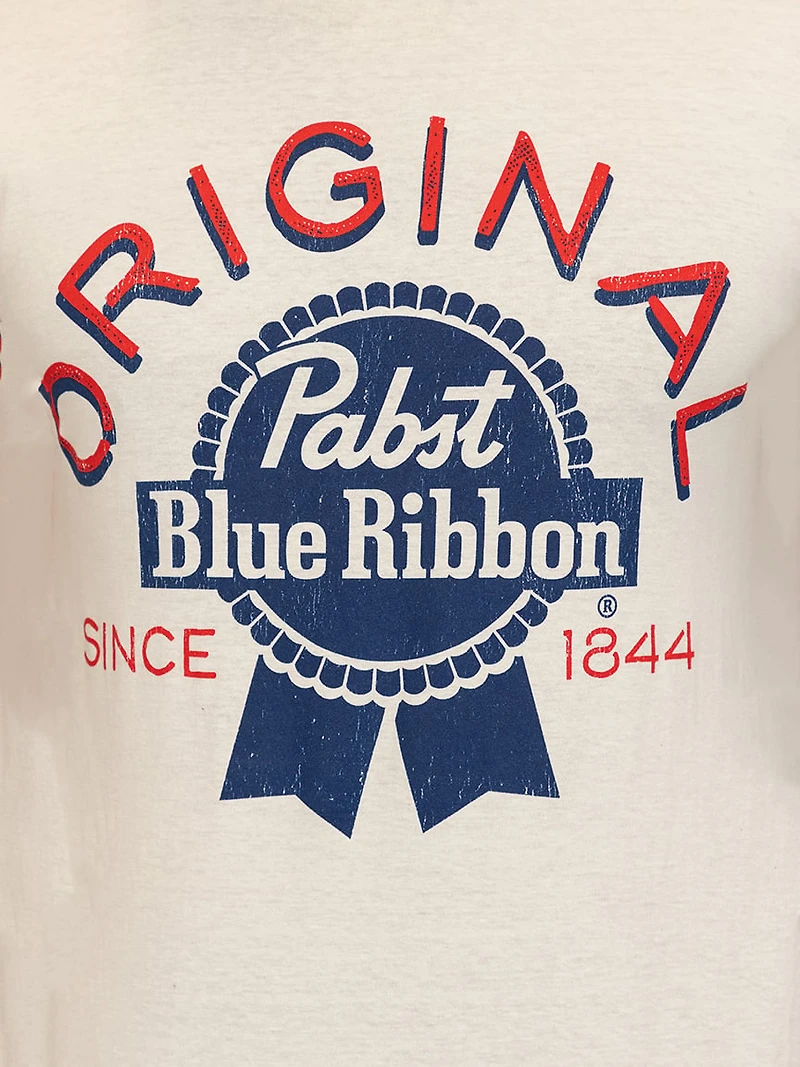 ORIGINAL
Pabst
Blue Ribbon
®
SINCE 1844